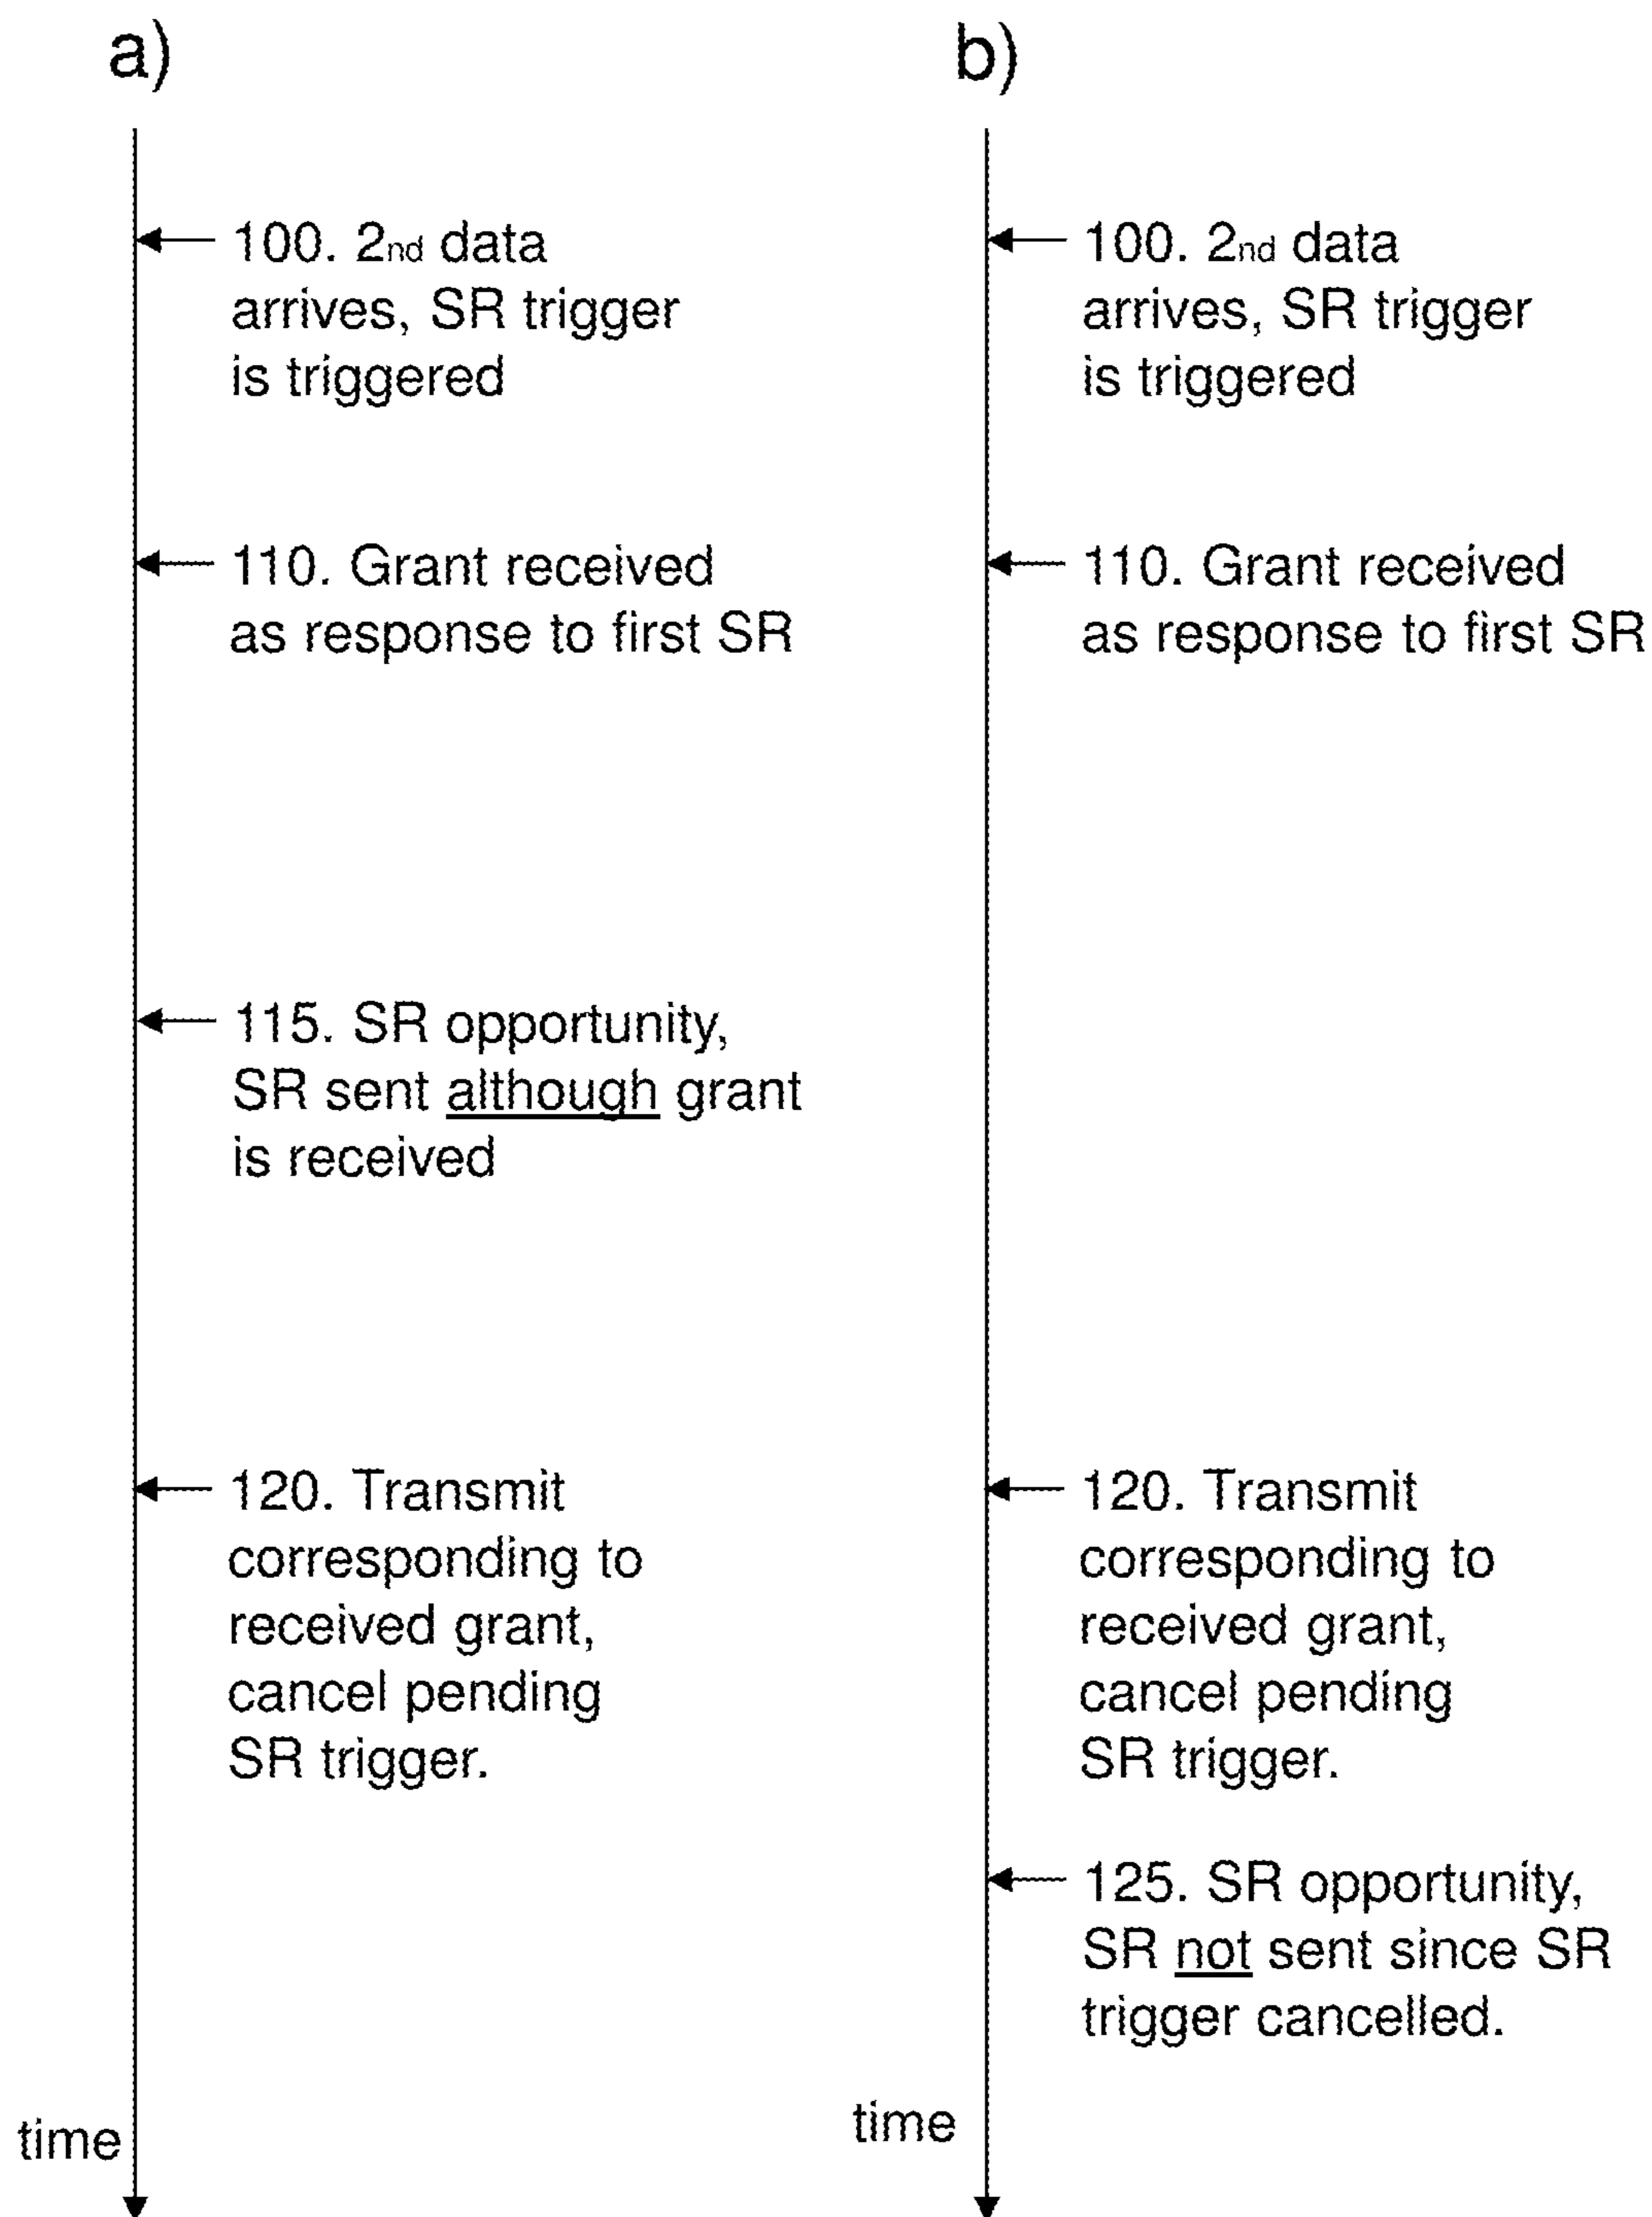 a)
100. 2nd data
arrives, SR trigger
is triggered
110. Grant received
as response to first SR
115. SR opportunity,
SR sent although grant
is received
120. Transmit
corresponding to
received grant,
cancel pending
SR trigger.
time
b)
100. 2nd data
arrives, SR trigger
is triggered
110. Grant received
as response to first SR
120. Transmit
corresponding to
received grant,
cancel pending
SR trigger.
125. SR opportunity,
SR not sent since SR
trigger cancelled.
time